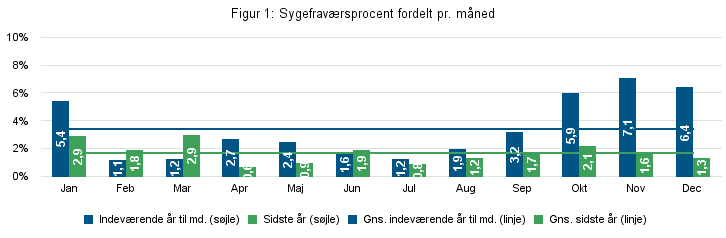 Figur 1: Sygefraværsprocent fordelt pr. måned
10%
8%
6%
4%
2%
0%
5,4 2,9 1,1 1,8 1,2 2,9 2,7 0,6 2,4 0,9 1,6 1,9 1,2 0,8 1,9 1,2 3,2 1,7 5,9 2,1 7,1 1,6 6,4 1,3
Jan Feb Mar Apr Maj Jun Jul Aug Sep Okt Nov Dec
Indeværende år til md. (søjle) Sidste år (søjle) Gns. indeværende år til md. (linje) Gns. sidste år (linje)